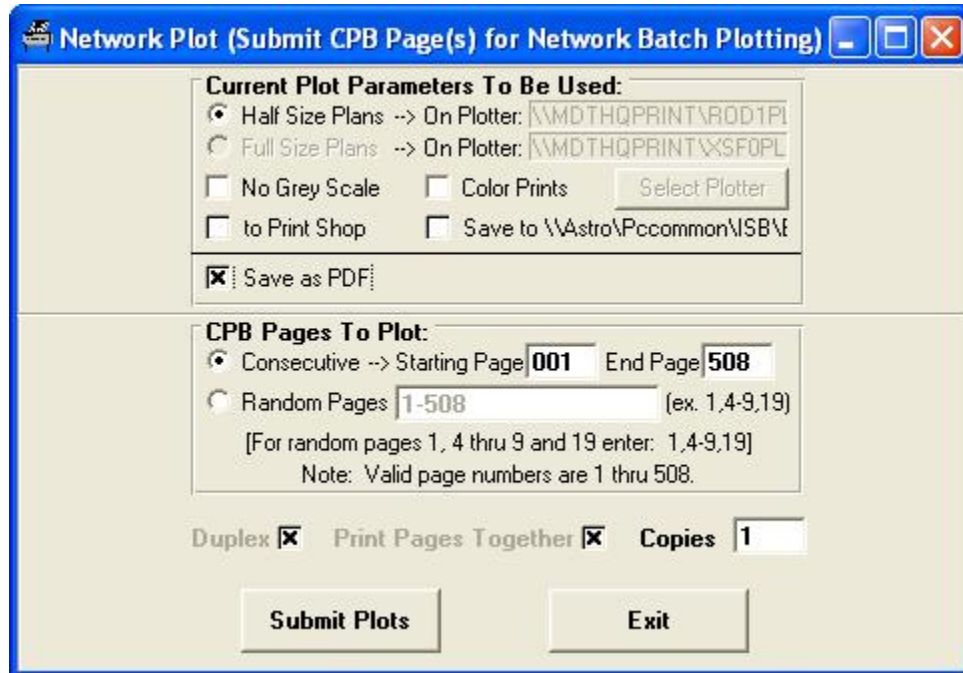 Network Plot (Submit CPB Page(s) for Network Batch Plotting)
Current Plot Parameters To Be Used:
Half Size Plans --> On Plotter: \\MDTHQPRINT\ROD1PL
Full Size Plans --> On Plotter: \\MDTHQPRINT\XSF0PL
No Grey Scale Color Prints Select Plotter
to Print Shop Save to \\Astro\Pccommon\ISB\E
Save as PDF
CPB Pages To Plot:
Consecutive --> Starting Page 001 End Page 508
Random Pages 1-508 (ex. 1,4-9,19)
[For random pages 1, 4 thru 9 and 19 enter: 1,4-9,19]
Note: Valid page numbers are 1 thru 508.
Duplex Print Pages Together Copies 1
Submit Plots Exit